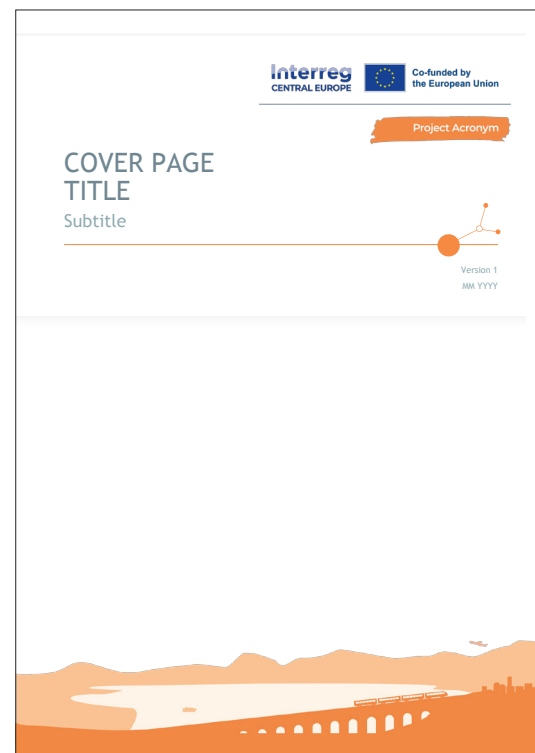 Interreg
CENTRAL EUROPE
Co-funded by
the European Union
Project Acronym
COVER PAGE
TITLE
Subtitle
Version 1
MM YYYY